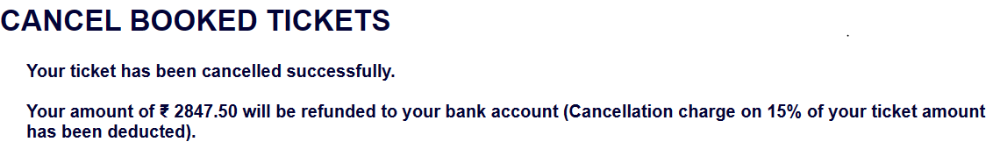 CANCEL BOOKED TICKETS
Your ticket has been cancelled successfully.
Your amount of ₹ 2847.50 will be refunded to your bank account (Cancellation charge on 15% of your ticket amount
has been deducted).